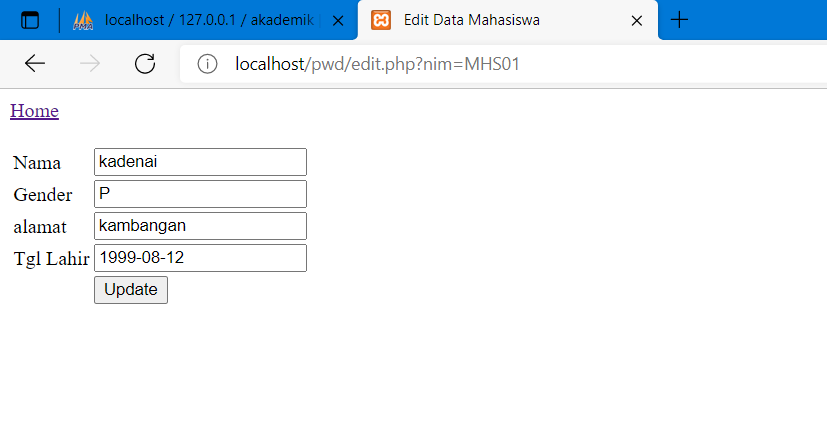 localhost / 127.0.0.1 / akademik
Edit Data Mahasiswa
localhost/pwd/edit.php?nim=MHS01
Home
Nama kadenai
Gender P
alamat kambangan
Tgl Lahir 1999-08-12
Update